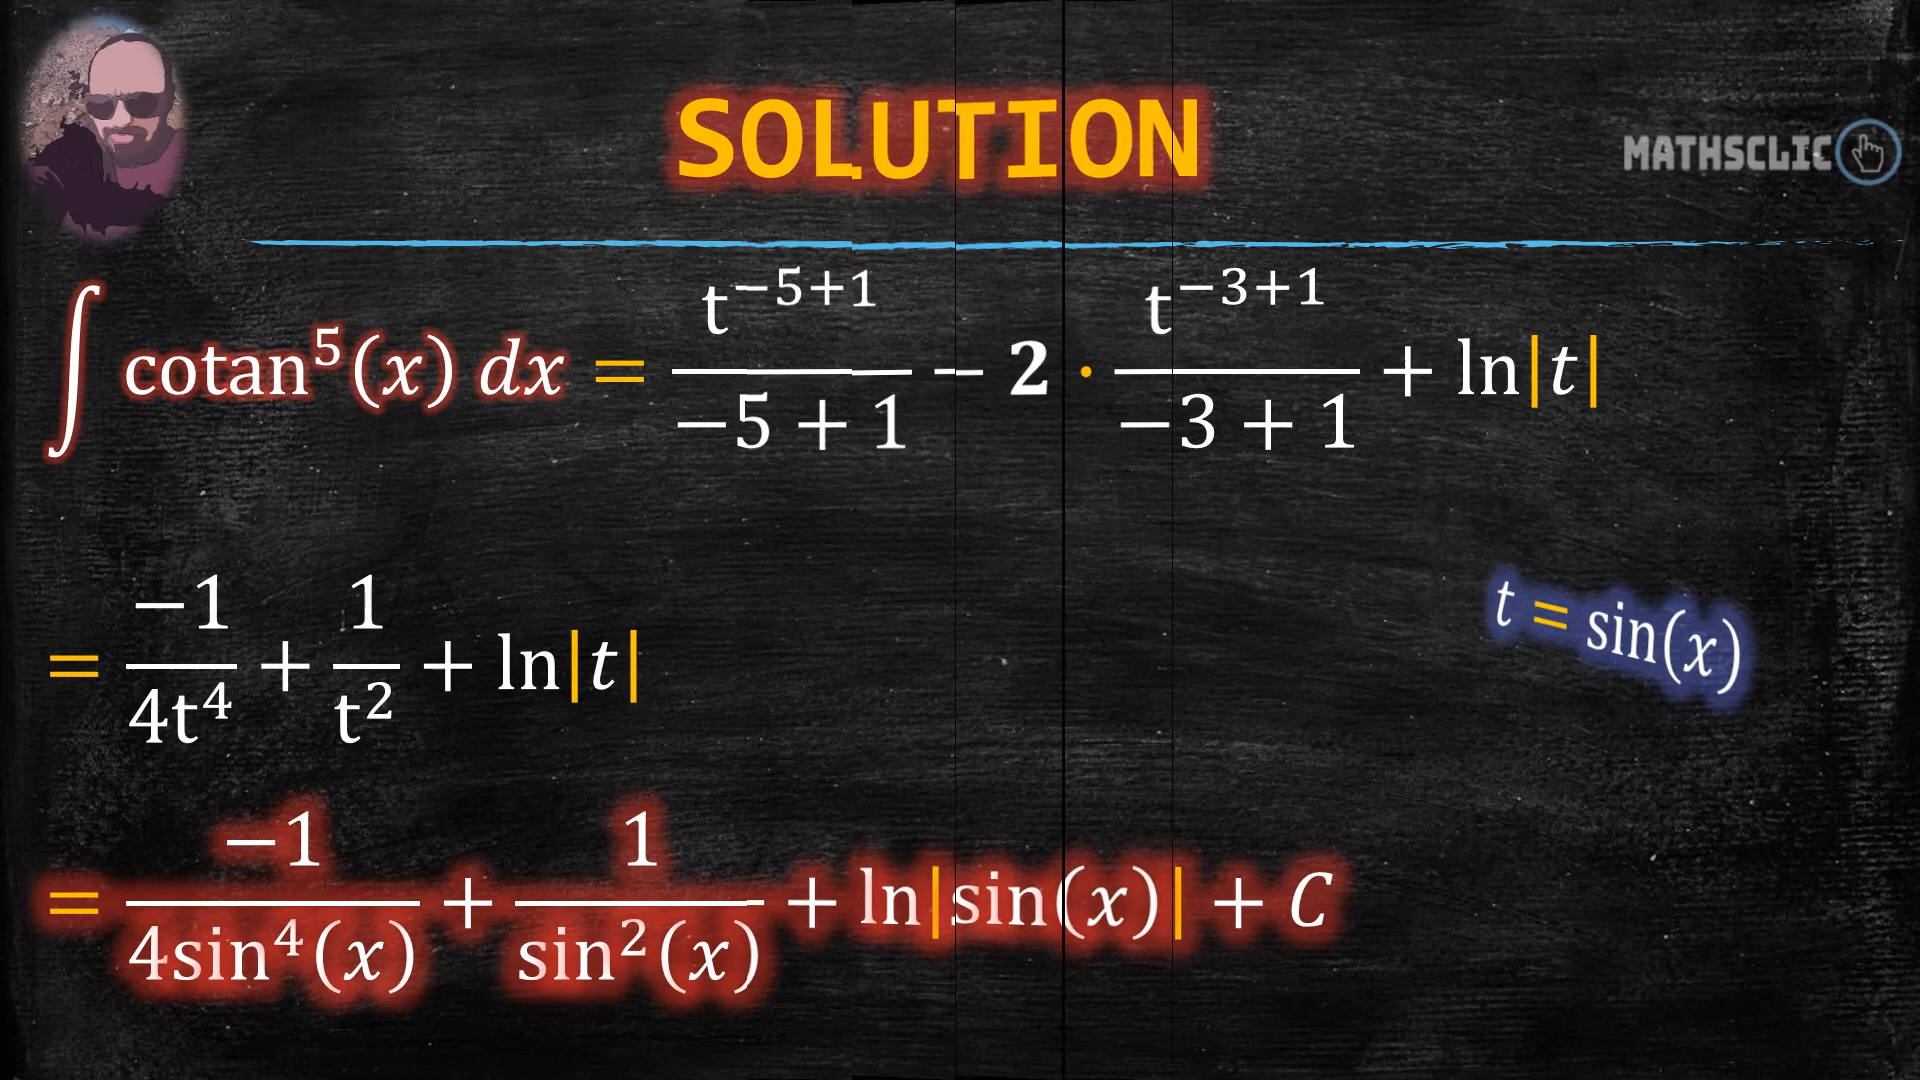 SOLUTION
MATHSCLIC
∫ cotan⁵(x) dx = t⁻⁵⁺¹/(−5 + 1) − 2 · t⁻³⁺¹/(−3 + 1) + ln|t|
= −1/4t⁴ + 1/t² + ln|t|
t = sin(x)
= −1/4sin⁴(x) + 1/sin²(x) + ln|sin(x)| + C